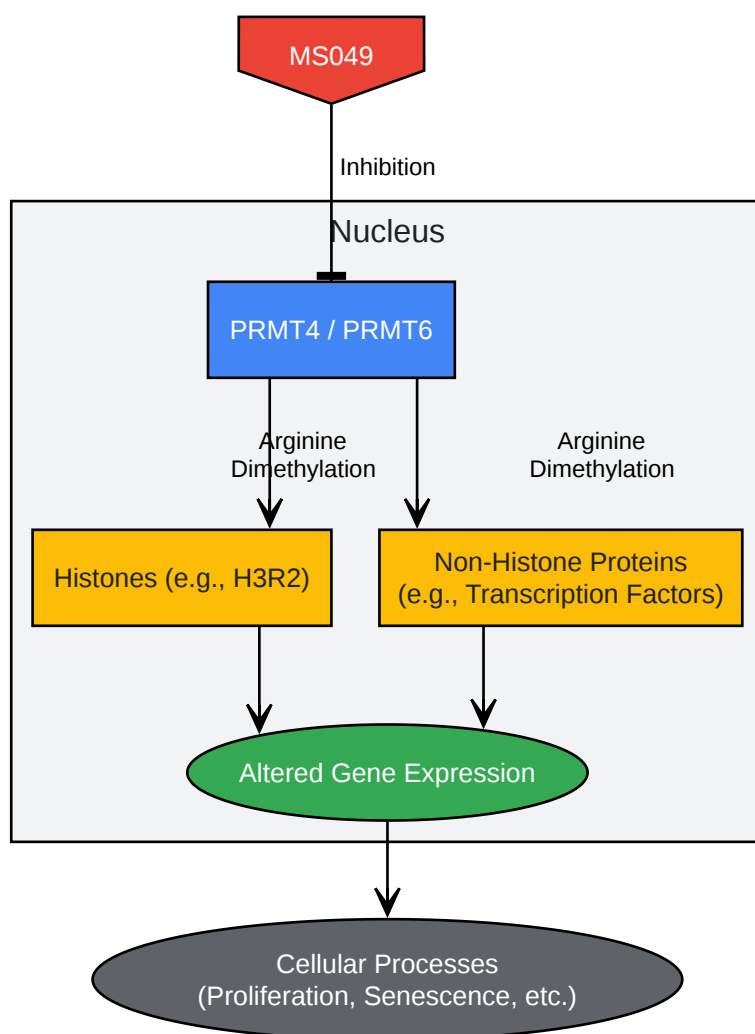 MS049
Inhibition
Nucleus
PRMT4 / PRMT6
Arginine
Dimethylation
Arginine
Dimethylation
Histones (e.g., H3R2)
Non-Histone Proteins
(e.g., Transcription Factors)
Altered Gene Expression
Cellular Processes
(Proliferation, Senescence, etc.)